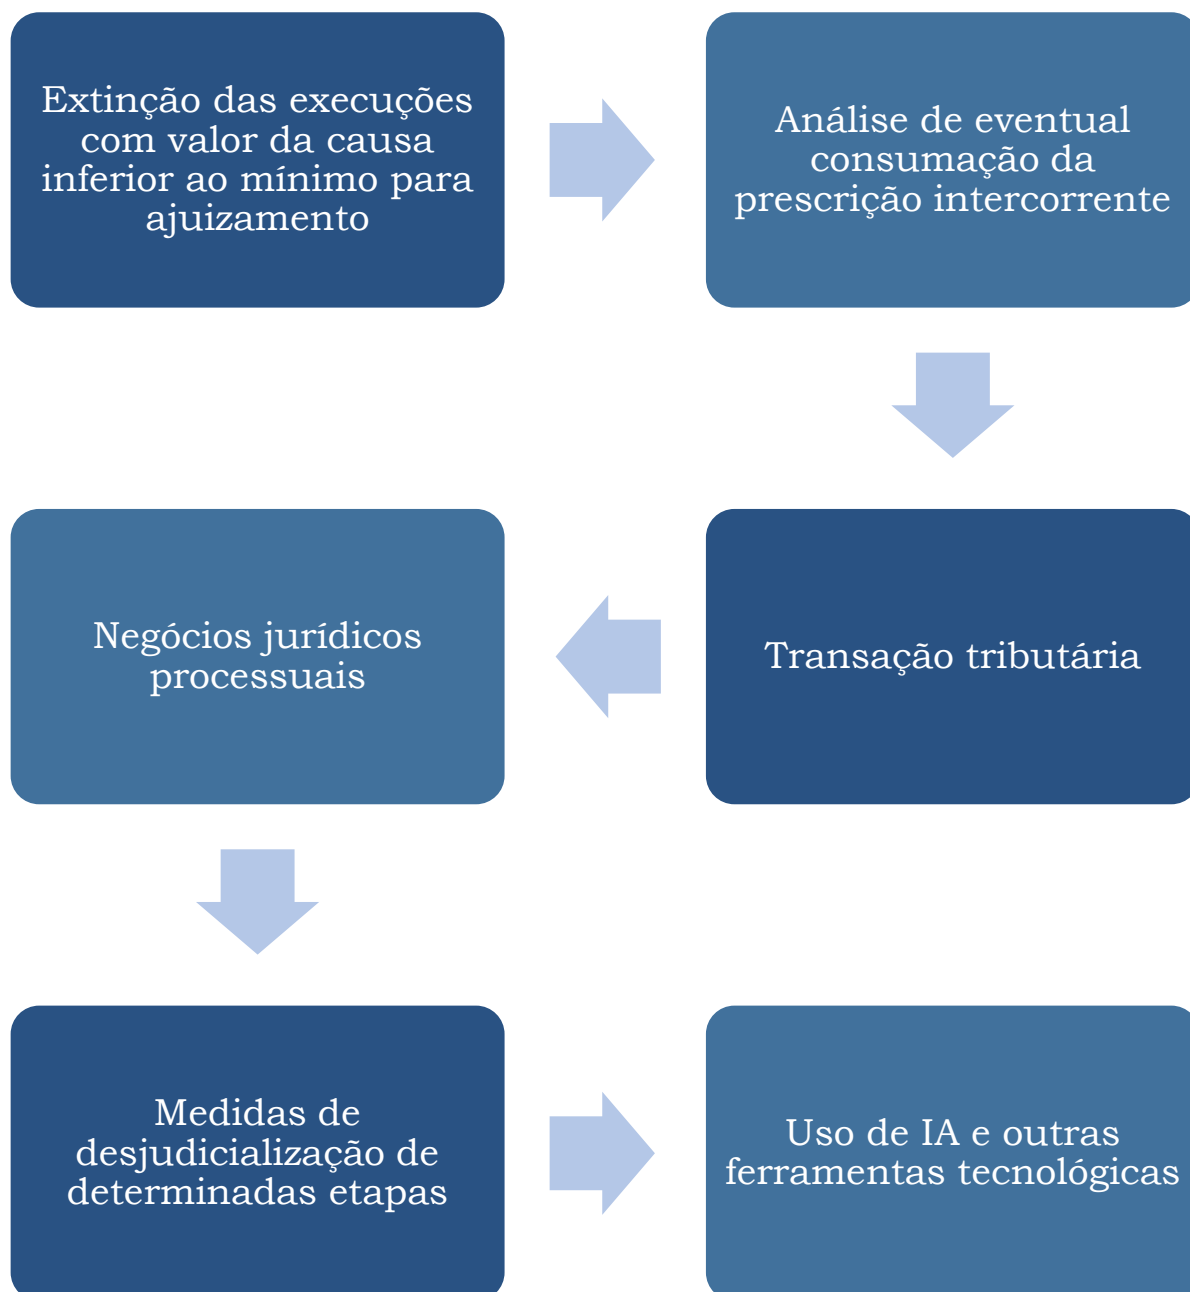 Extinção das execuções
com valor da causa
inferior ao mínimo para
ajuizamento
Análise de eventual
consumação da
prescrição intercorrente
Transação tributária
Negócios jurídicos
processuais
Medidas de
desjudicialização de
determinadas etapas
Uso de IA e outras
ferramentas tecnológicas